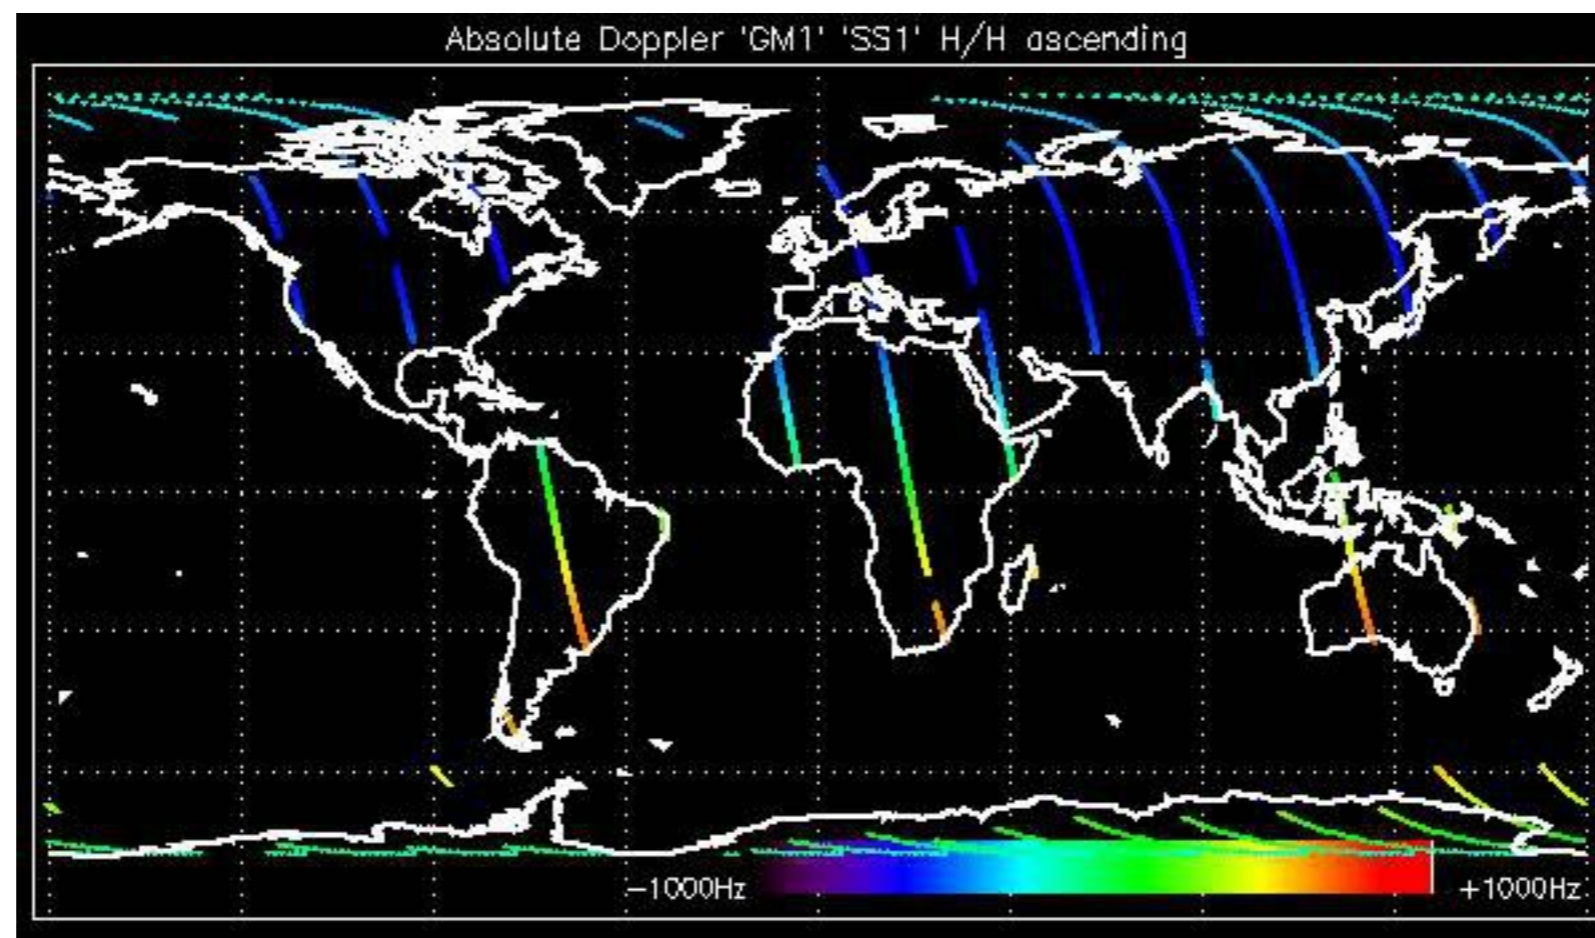 Absolute Doppler 'GM1' 'SS1' H/H ascending
−1000Hz +1000Hz